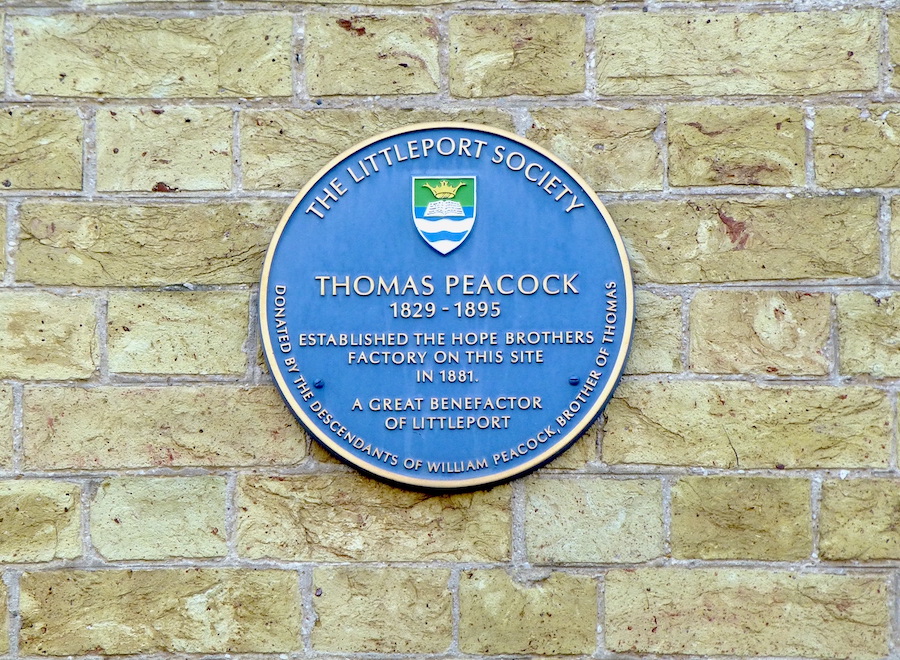 THE LITTLEPORT SOCIETY
THOMAS PEACOCK
1829 - 1895
ESTABLISHED THE HOPE BROTHERS
FACTORY ON THIS SITE
IN 1881.
A GREAT BENEFACTOR
OF LITTLEPORT
DONATED BY THE DESCENDANTS OF WILLIAM PEACOCK, BROTHER OF THOMAS